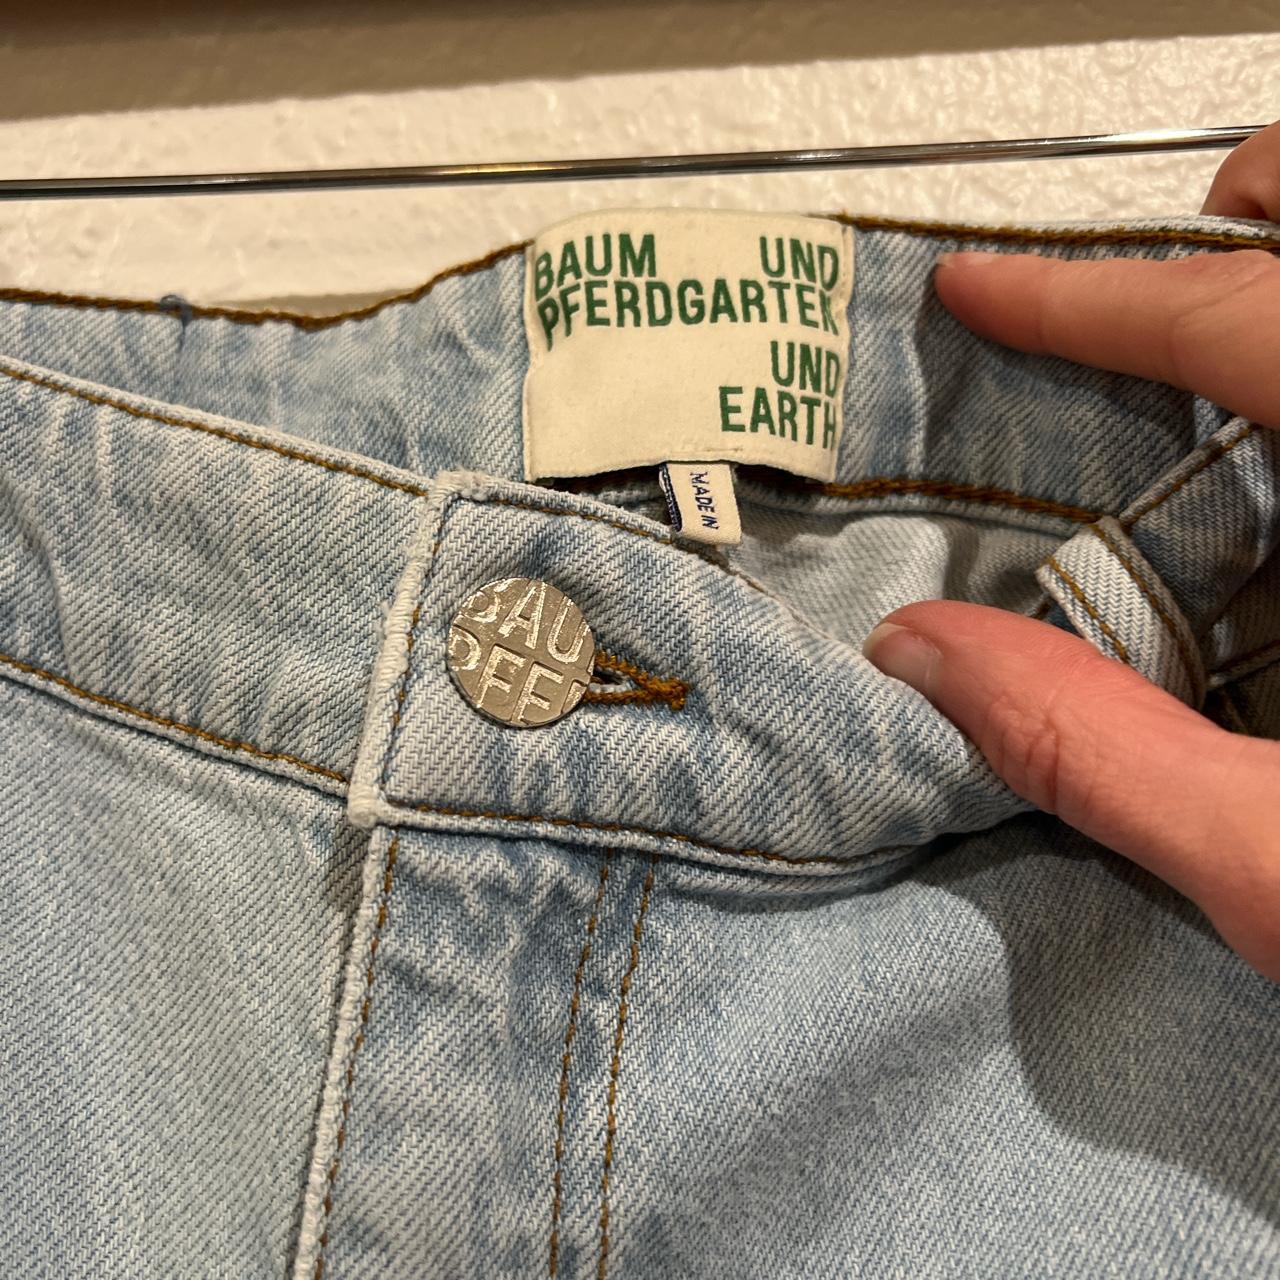 BAUM UND
PFERDGARTEN
UND
EARTH
MADE IN
BAU
PFE